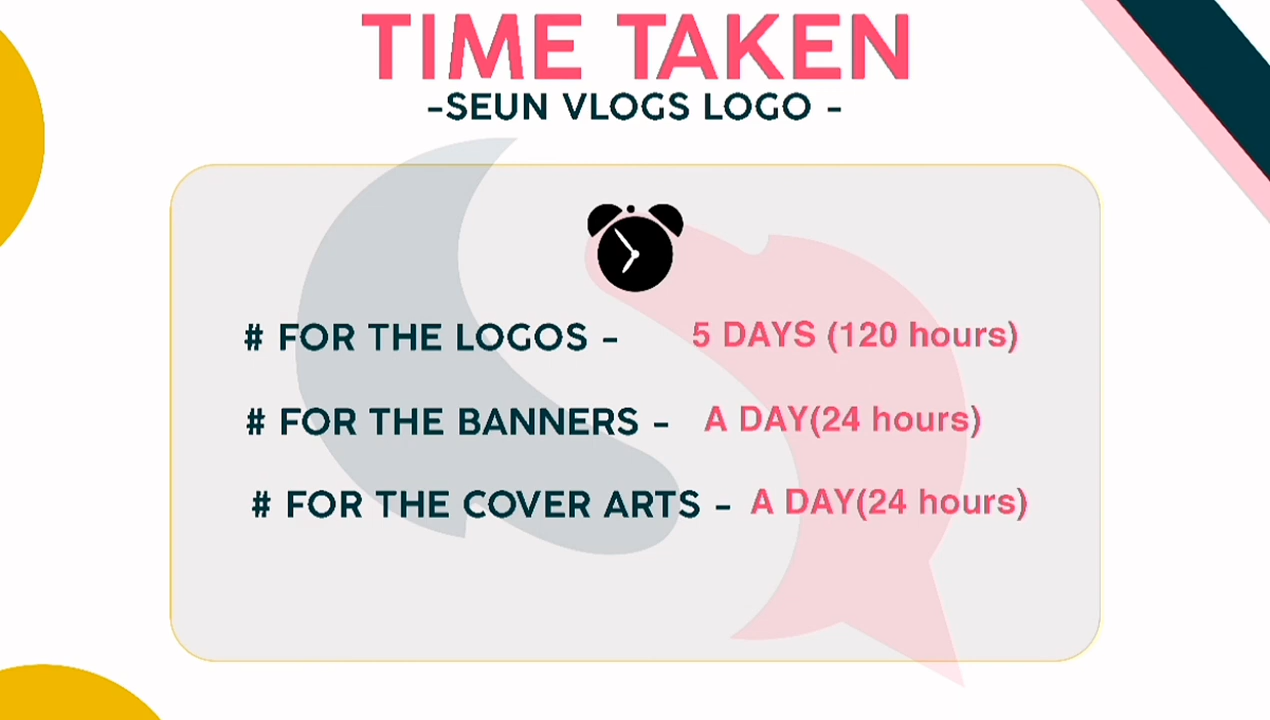 TIME TAKEN
-SEUN VLOGS LOGO -
# FOR THE LOGOS - 5 DAYS (120 hours)
# FOR THE BANNERS - A DAY(24 hours)
# FOR THE COVER ARTS - A DAY(24 hours)